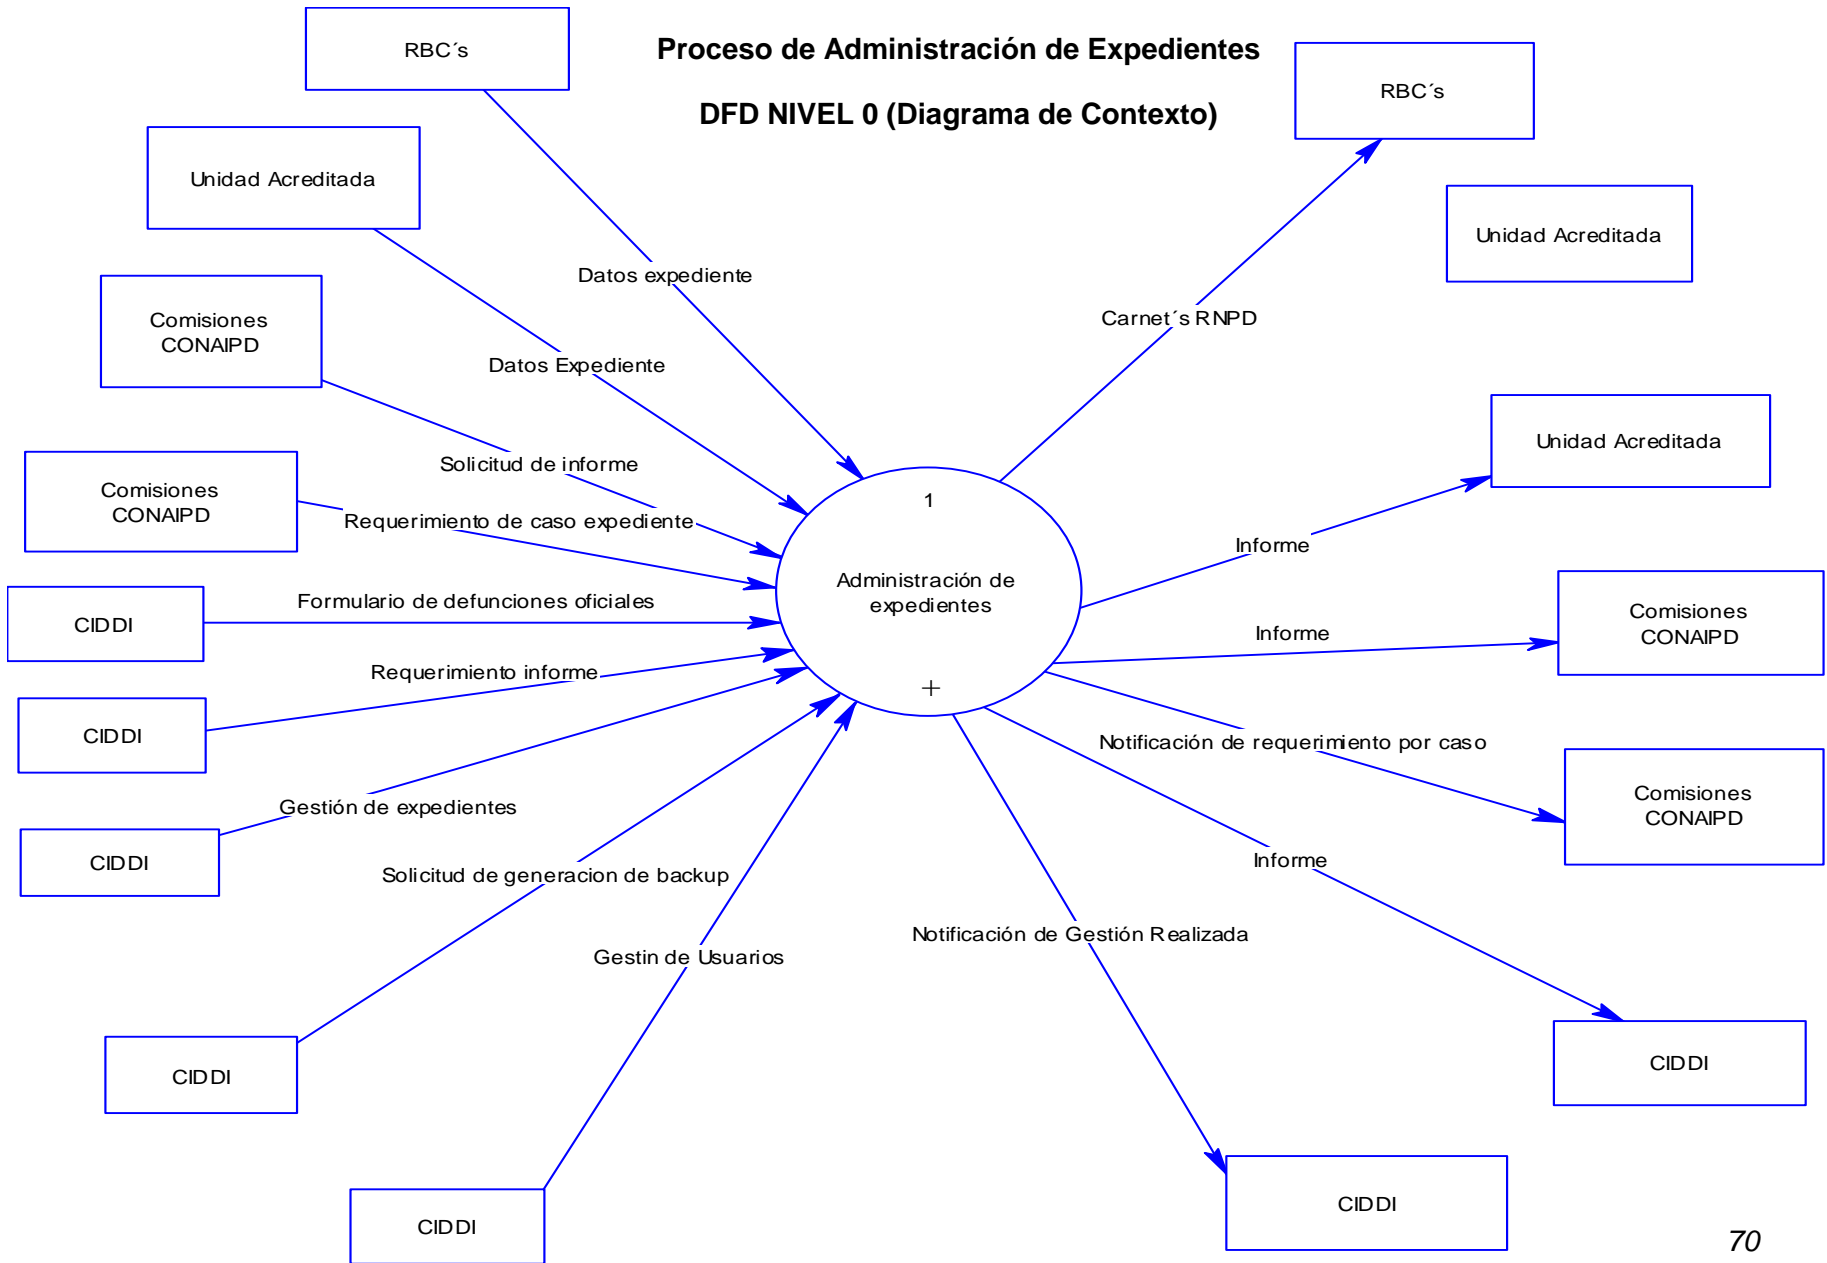 Proceso de Administración de Expedientes
DFD NIVEL 0 (Diagrama de Contexto)
RBC´s
Unidad Acreditada
Comisiones
CONAIPD
Comisiones
CONAIPD
CIDDI
CIDDI
CIDDI
CIDDI
CIDDI
Datos expediente
Datos Expediente
Solicitud de informe
Requerimiento de caso expediente
Formulario de defunciones oficiales
Requerimiento informe
Gestión de expedientes
Solicitud de generacion de backup
Gestin de Usuarios
1
Administración de
expedientes
+
Carnet´s RNPD
Informe
Informe
Notificación de requerimiento por caso
Informe
Notificación de Gestión Realizada
RBC´s
Unidad Acreditada
Unidad Acreditada
Comisiones
CONAIPD
Comisiones
CONAIPD
CIDDI
CIDDI
70